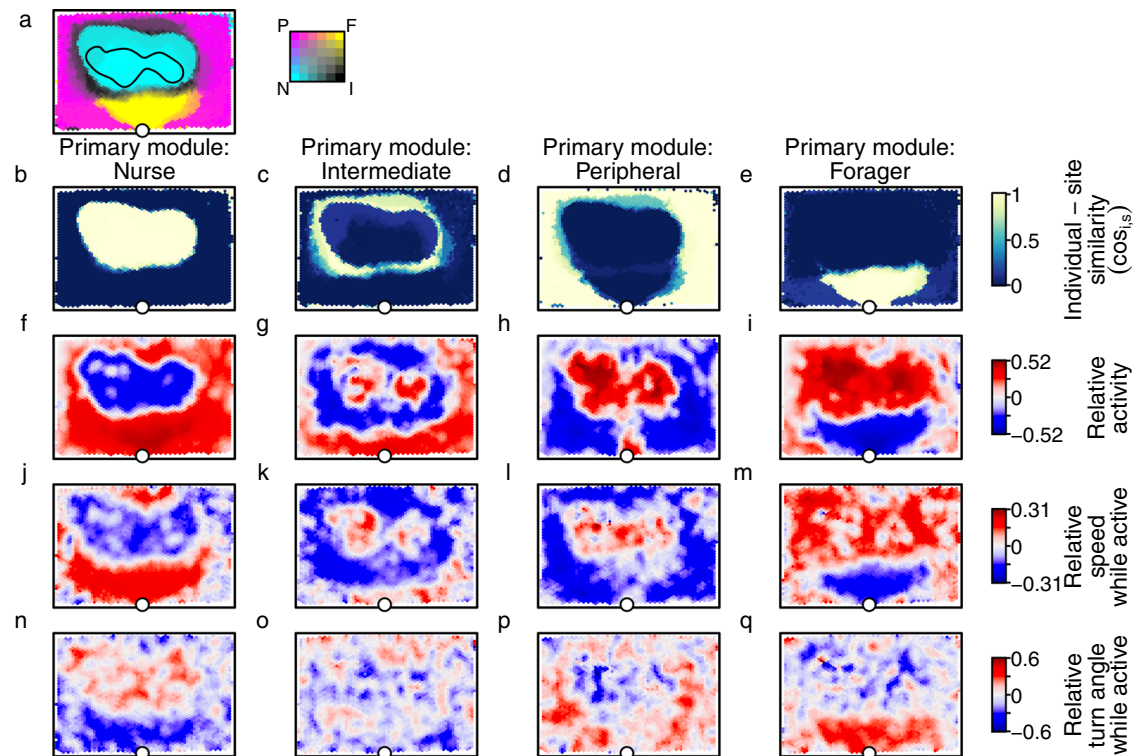 a
P F
N I
Primary module:
Nurse
Primary module:
Intermediate
Primary module:
Peripheral
Primary module:
Forager
b
c
d
e
1
0.5
0
Individual – site
similarity
(cos i,s)
f
g
h
i
0.52
0
−0.52
Relative
activity
j
k
l
m
0.31
0
−0.31
Relative
speed
while active
n
o
p
q
0.6
0
−0.6
Relative
turn angle
while active